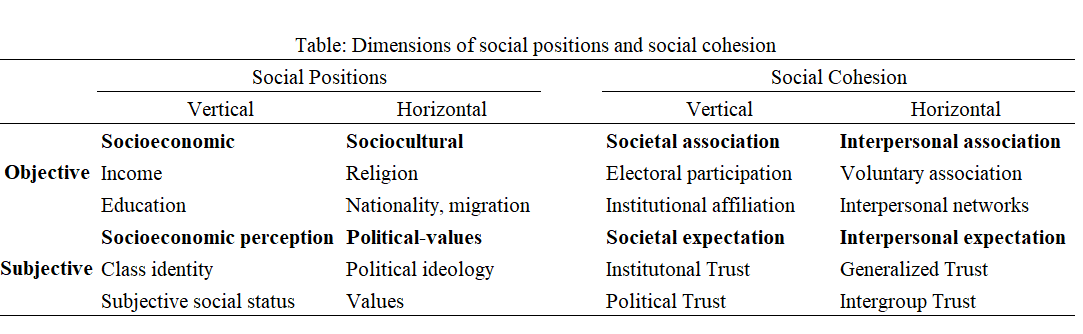 Table: Dimensions of social positions and social cohesion
Social Positions Social Cohesion
Vertical Horizontal Vertical Horizontal
Socioeconomic Sociocultural Societal association Interpersonal association
Objective Income Religion Electoral participation Voluntary association
Education Nationality, migration Institutional affiliation Interpersonal networks
Socioeconomic perception Political-values Societal expectation Interpersonal expectation
Subjective Class identity Political ideology Institutonal Trust Generalized Trust
Subjective social status Values Political Trust Intergroup Trust